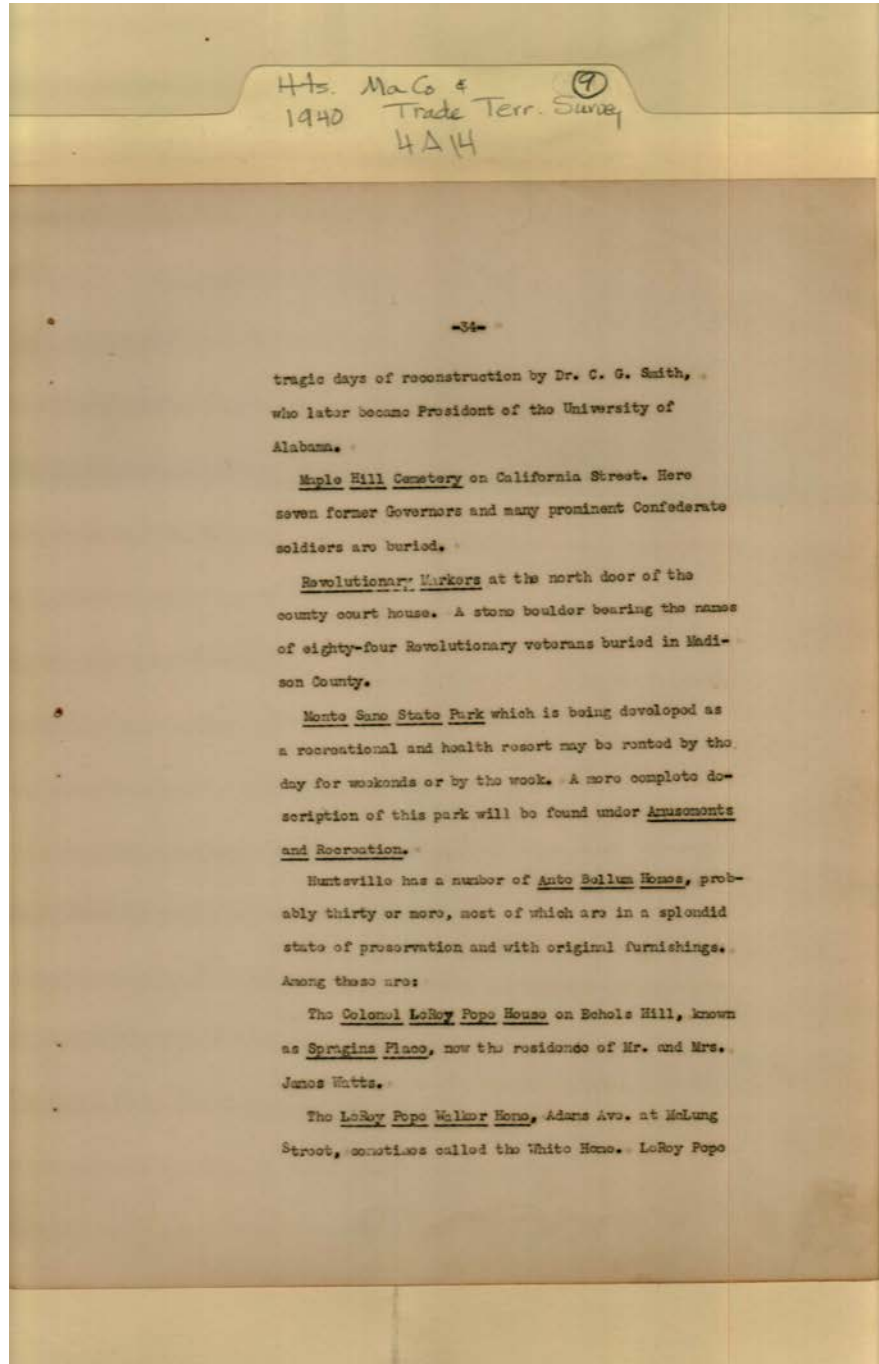 Hts. Ma Co & (9)
1940 Trade Terr. Survey
4A14
-34-
tragic days of reconstruction by Dr. C. G. Smith,
who later became President of the University of
Alabama.
Maple Hill Cemetery on California Street. Here
seven former Governors and many prominent Confederate
soldiers are buried.
Revolutionary Markers at the north door of the
county court house. A stone boulder bearing the names
of eighty-four Revolutionary veterans buried in Madi-
son County.
Monte Sano State Park which is being developed as
a recreational and health resort may be rented by the
day for weekends or by the week. A more complete de-
scription of this park will be found under Amusements
and Recreation.
Huntsville has a number of Ante Bellum Homes, prob-
ably thirty or more, most of which are in a splendid
state of preservation and with original furnishings.
Among these are:
The Colonel LeRoy Pope House on Echols Hill, known
as Spragins Place, now the residence of Mr. and Mrs.
James Watts.
The LeRoy Pope Walker Home, Adams Ave. at McLung
Street, sometimes called the White Home. LeRoy Pope